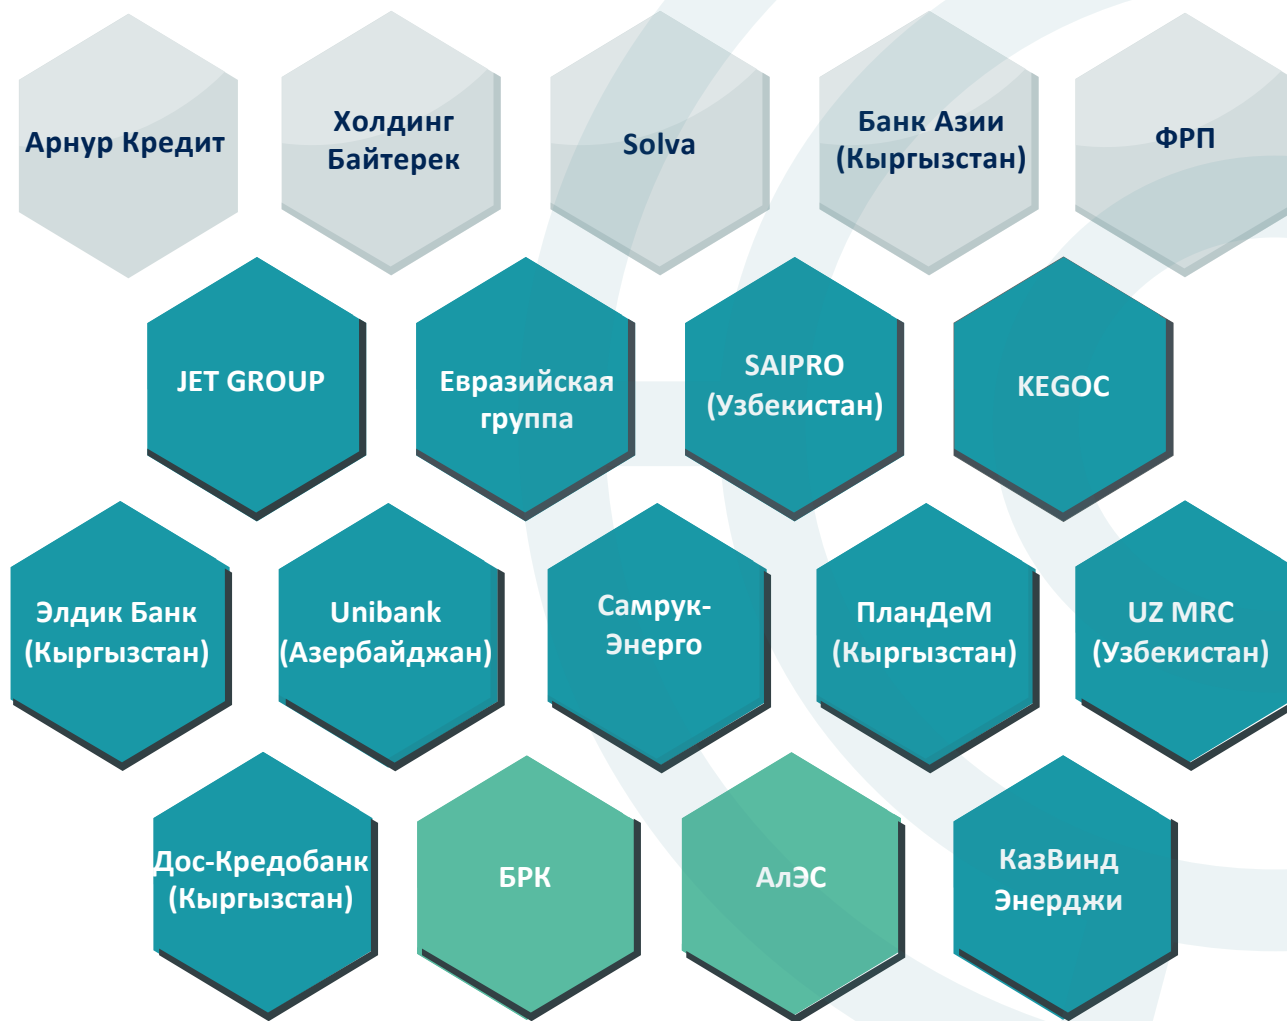 Арнур Кредит
Холдинг
Байтерек
Solva
Банк Азии
(Кыргызстан)
ФРП
JET GROUP
Евразийская
группа
SAIPRO
(Узбекистан)
KEGOC
Элдик Банк
(Кыргызстан)
Unibank
(Азербайджан)
Самрук-
Энерго
ПланДеМ
(Кыргызстан)
UZ MRC
(Узбекистан)
Дос-Кредобанк
(Кыргызстан)
БРК
АлЭС
КазВинд
Энерджи